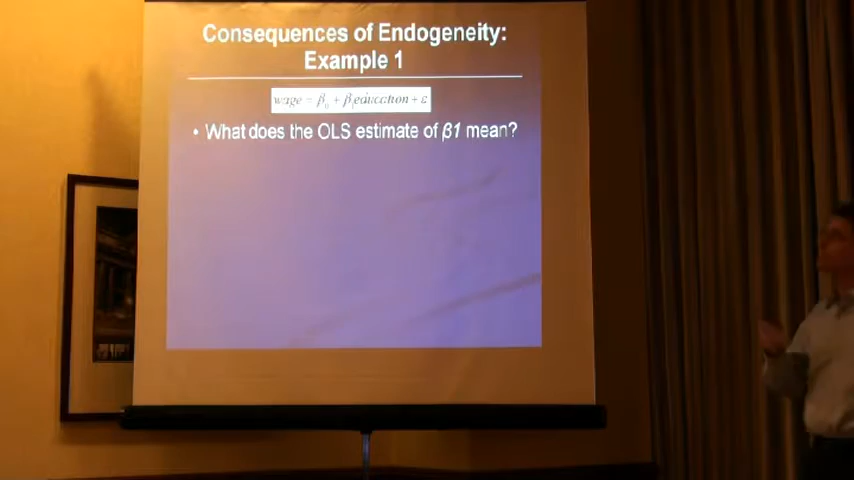 Consequences of Endogeneity:
Example 1
wage = β₀ + β₁education + ε
• What does the OLS estimate of β1 mean?